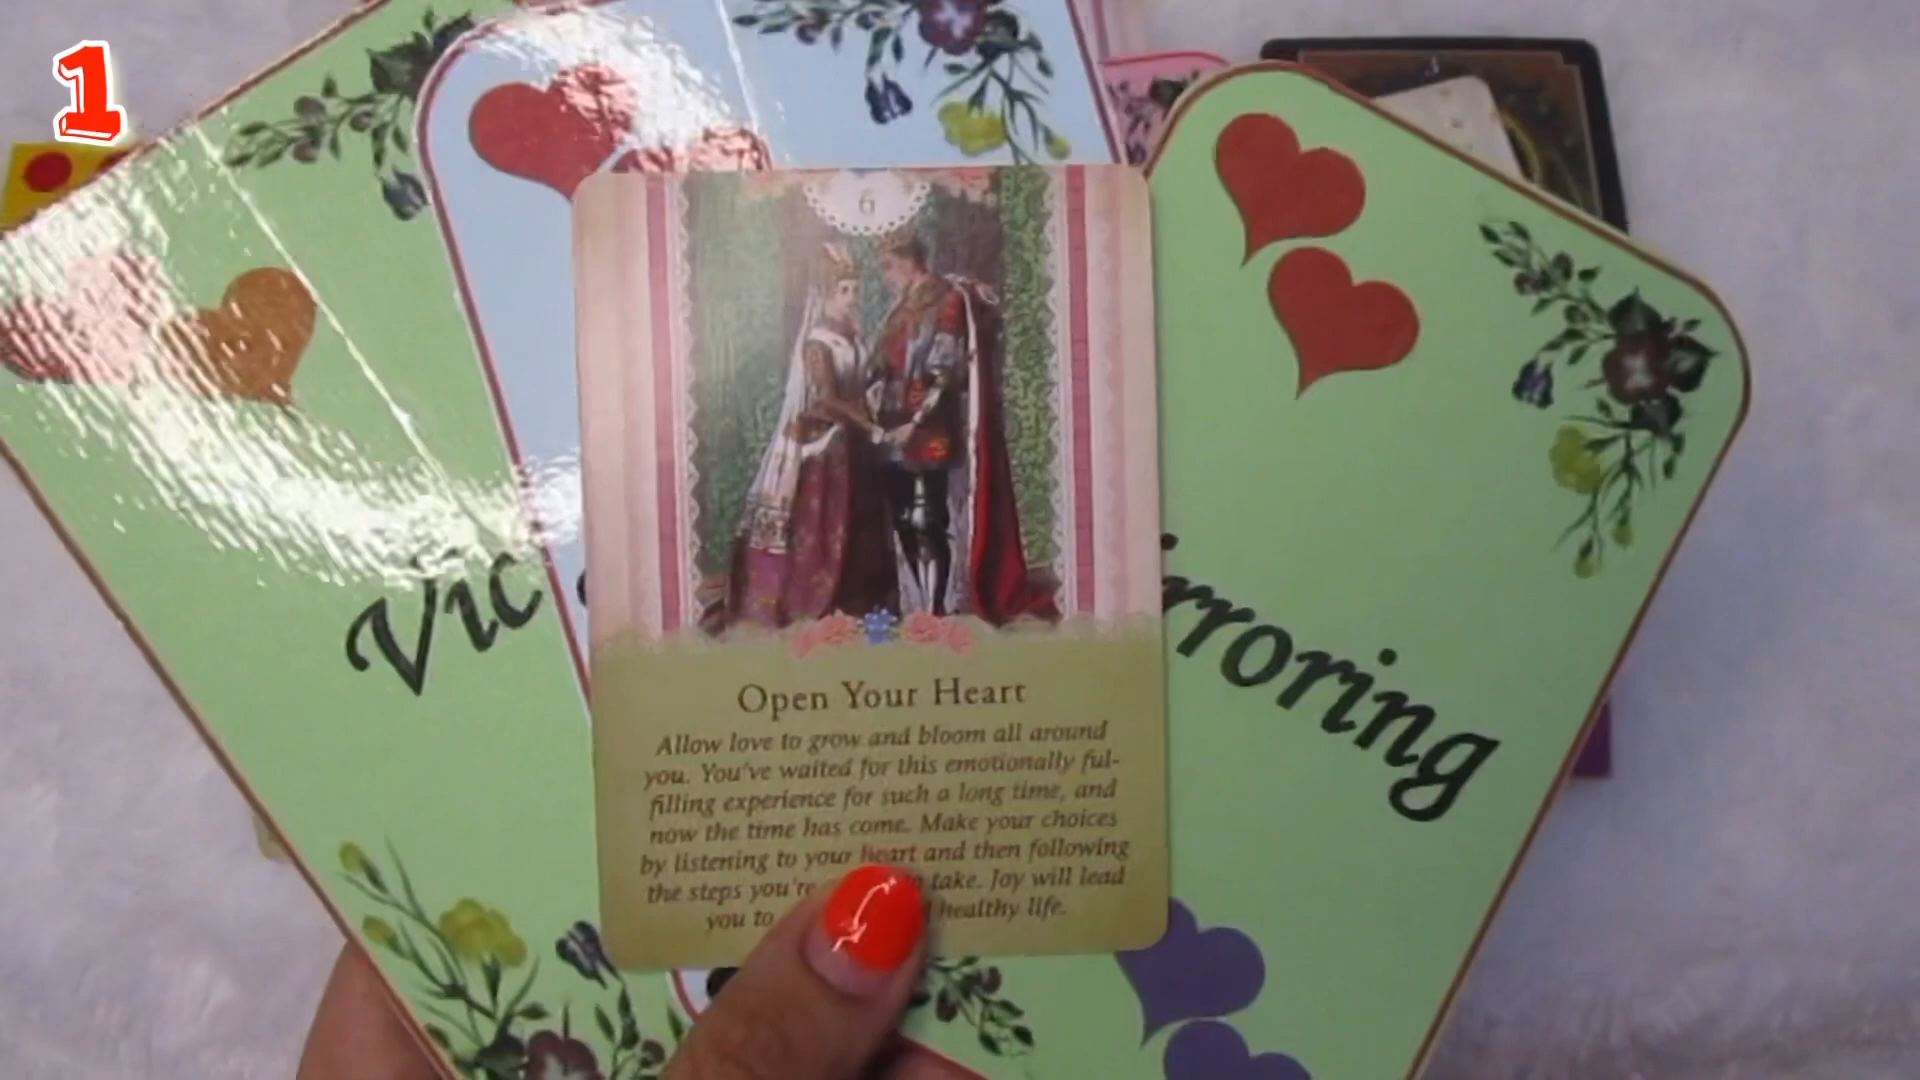 1
6
Vic
rroring
Open Your Heart
Allow love to grow and bloom all around
you. You've waited for this emotionally ful-
filling experience for such a long time, and
now the time has come. Make your choices
by listening to your heart and then following
the steps you're take. Joy will lead
you to healthy life.